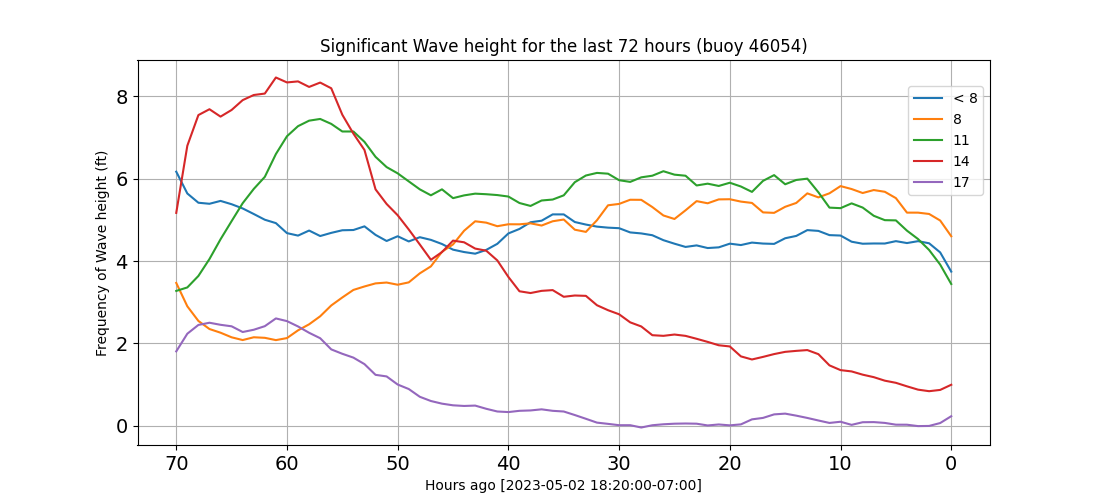 Significant Wave height for the last 72 hours (buoy 46054)
Frequency of Wave height (ft)
8
6
4
2
0
< 8
8
11
14
17
70 60 50 40 30 20 10 0
Hours ago [2023-05-02 18:20:00-07:00]